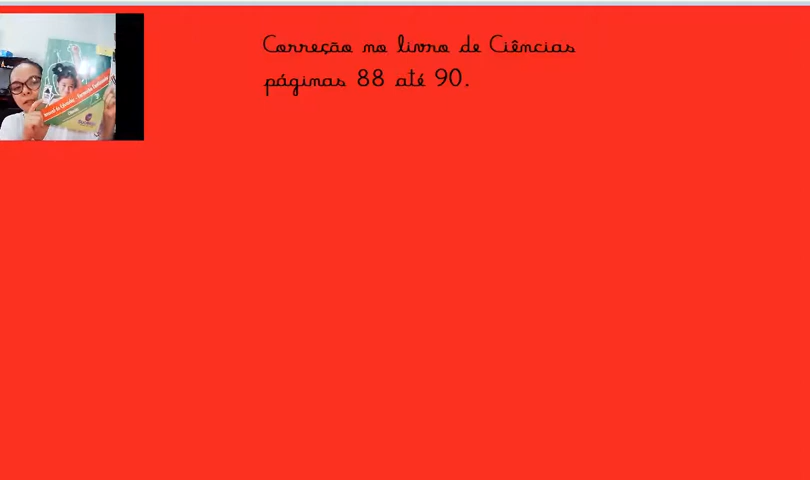 Correção no livro de Ciências
páginas 88 até 90.